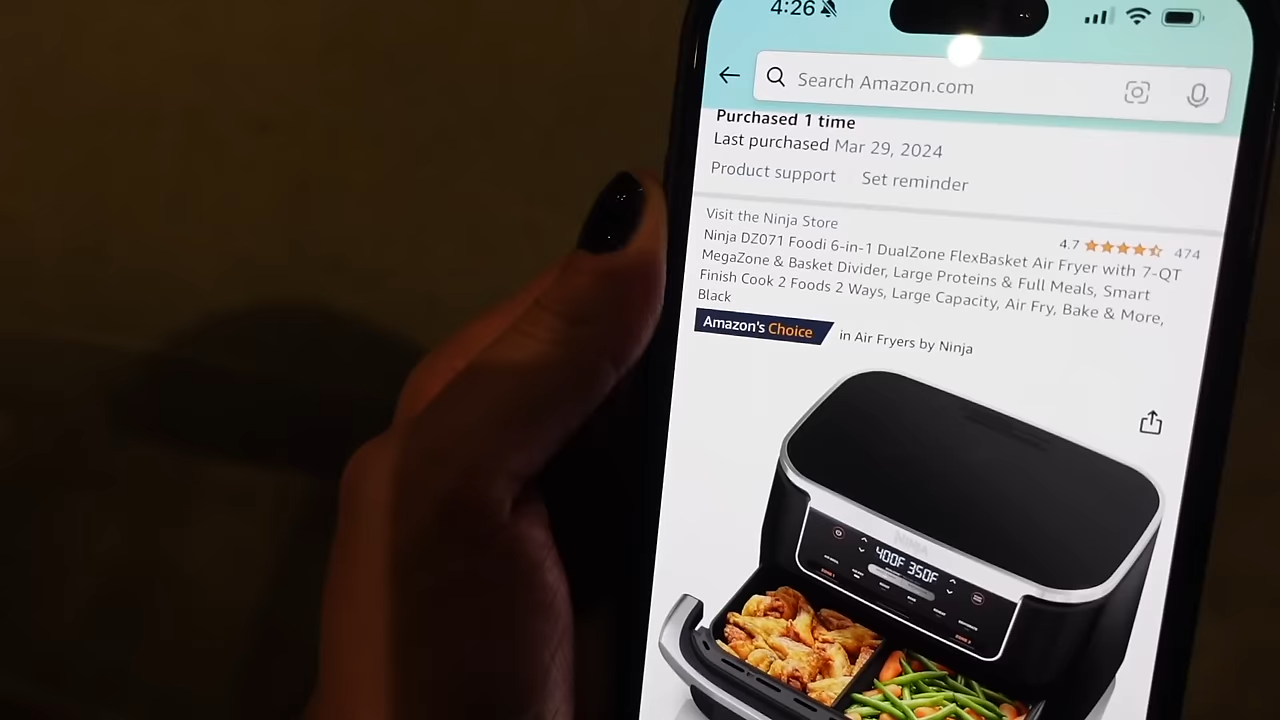 4:26
Search Amazon.com
Purchased 1 time
Last purchased Mar 29, 2024
Product support Set reminder
Visit the Ninja Store
4.7 474
Ninja DZ071 Foodi 6-in-1 DualZone FlexBasket Air Fryer with 7-QT
MegaZone & Basket Divider, Large Proteins & Full Meals, Smart
Finish Cook 2 Foods 2 Ways, Large Capacity, Air Fry, Bake & More,
Black
Amazon's Choice in Air Fryers by Ninja
NINJA
400F 350F